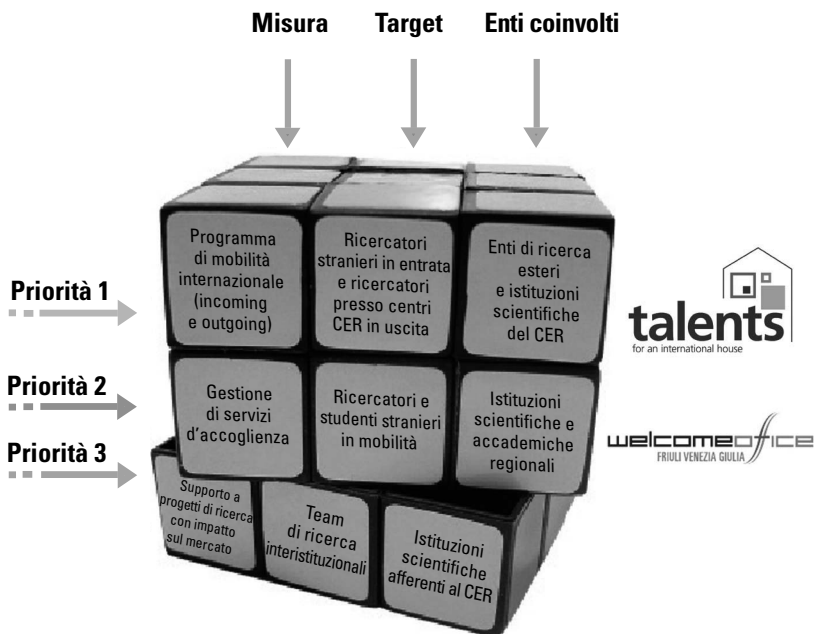 Misura Target Enti coinvolti
Priorità 1
Programma
di mobilità
internazionale
(incoming
e outgoing)
Ricercatori
stranieri in entrata
e ricercatori
presso centri
CER in uscita
Enti di ricerca
esteri
e istituzioni
scientifiche
del CER
talents
for an international house
Priorità 2
Gestione
di servizi
d'accoglienza
Ricercatori e
studenti stranieri
in mobilità
Istituzioni
scientifiche e
accademiche
regionali
welcomeoffice
FRIULI VENEZIA GIULIA
Priorità 3
Supporto a
progetti di ricerca
con impatto
sul mercato
Team
di ricerca
interistituzionali
Istituzioni
scientifiche
afferenti al CER